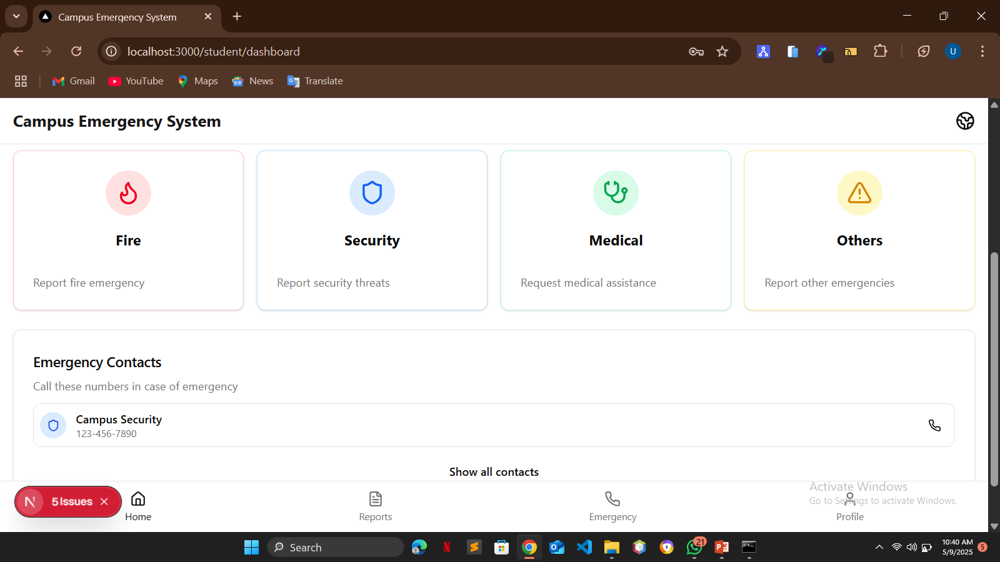 Campus Emergency System
localhost:3000/student/dashboard
U
Gmail
YouTube
Maps
News
Translate
Campus Emergency System
Fire
Security
Medical
Others
Report fire emergency
Report security threats
Request medical assistance
Report other emergencies
Emergency Contacts
Call these numbers in case of emergency
Campus Security
123-456-7890
Show all contacts
Activate Windows
Go to Settings to activate Windows.
N
5 Issues
Home
Reports
Emergency
Profile
Search
21
10:40 AM
5/9/2025
5